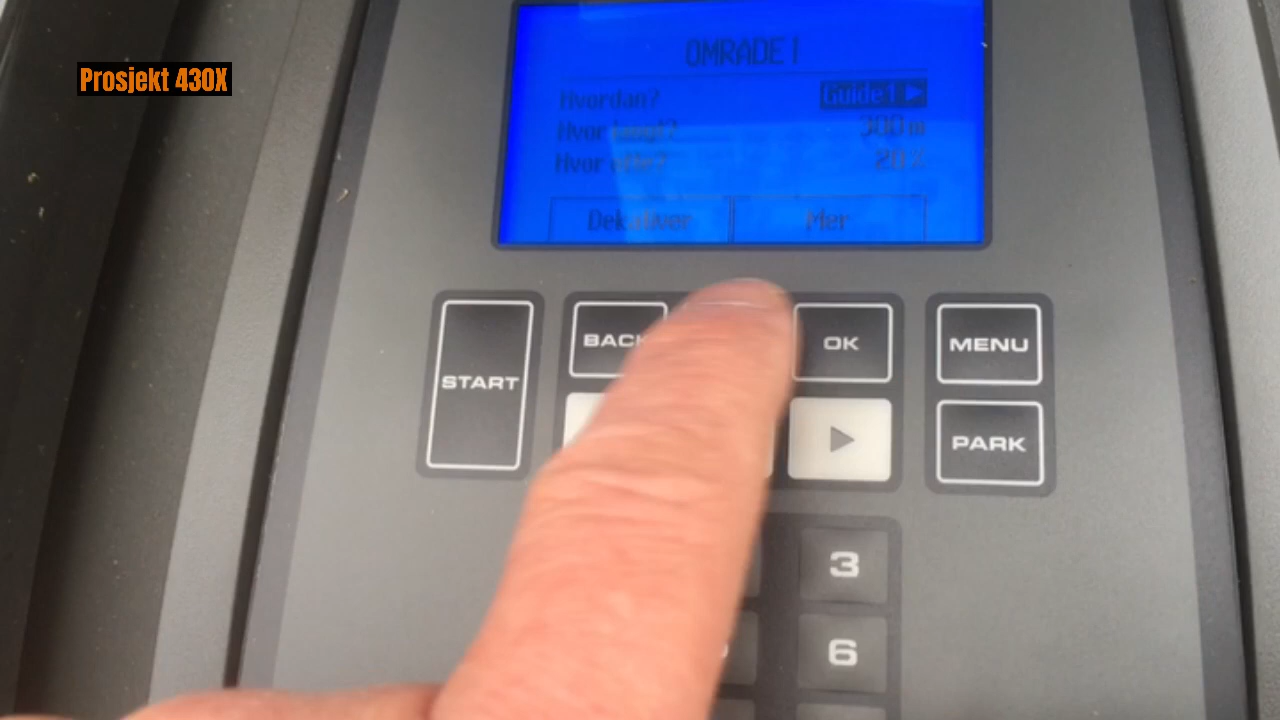 Prosjekt 430X
OMRÅDE 1
Hvordan? Guide 1 ▶
Hvor langt? 300 m
Hvor ofte? 20 %
Mer
START
BACK
OK
MENU
PARK
3
6